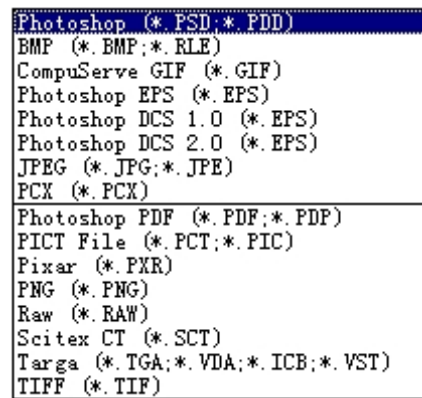 Photoshop (*.PSD;*.PDD)
BMP (*.BMP;*.RLE)
CompuServe GIF (*.GIF)
Photoshop EPS (*.EPS)
Photoshop DCS 1.0 (*.EPS)
Photoshop DCS 2.0 (*.EPS)
JPEG (*.JPG;*.JPE)
PCX (*.PCX)
Photoshop PDF (*.PDF;*.PDP)
PICT File (*.PCT;*.PIC)
Pixar (*.PXR)
PNG (*.PNG)
Raw (*.RAW)
Scitex CT (*.SCT)
Targa (*.TGA;*.VDA;*.ICB;*.VST)
TIFF (*.TIF)